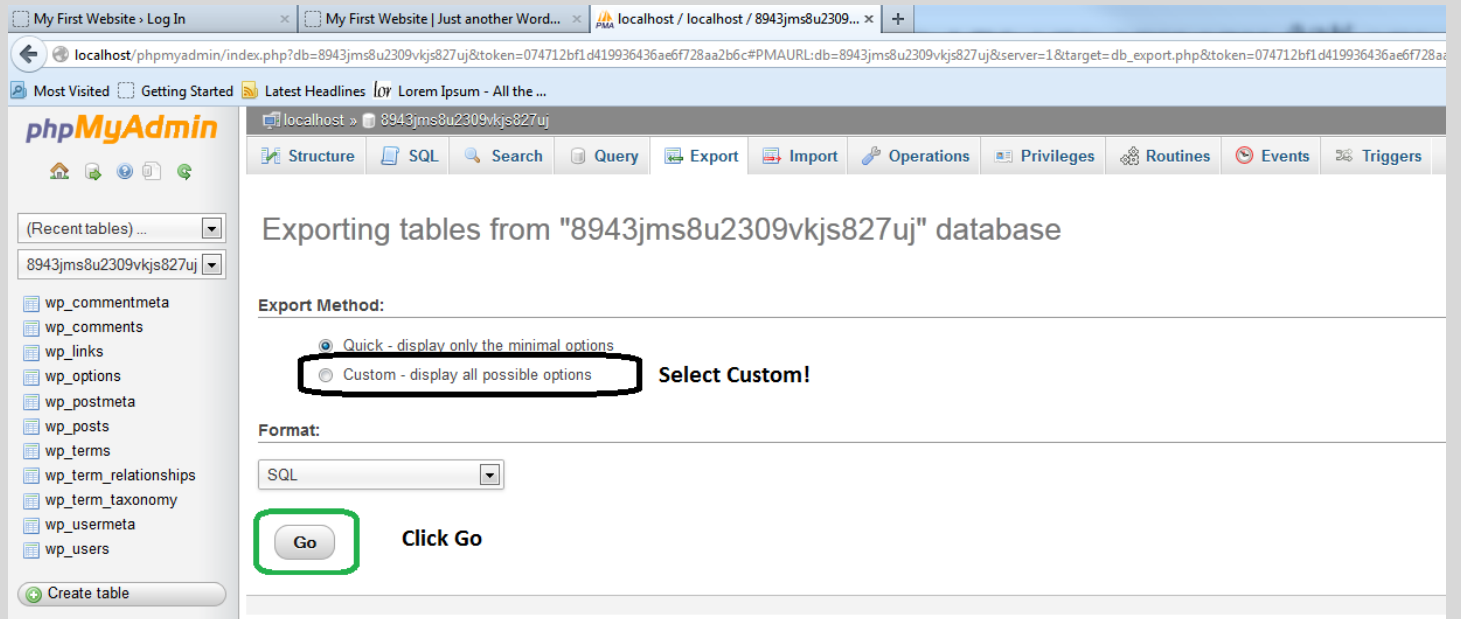 My First Website › Log In
My First Website | Just another Word...
localhost / localhost / 8943jms8u2309...
localhost/phpmyadmin/index.php?db=8943jms8u2309vkjs827uj&token=074712bf1d419936436ae6f728aa2b6c#PMAURL:db=8943jms8u2309vkjs827uj&server=1&target=db_export.php&token=074712bf1d419936436ae6f728aa
Most Visited Getting Started Latest Headlines Lorem Ipsum - All the ...
phpMyAdmin
localhost » 8943jms8u2309vkjs827uj
Structure SQL Search Query Export Import Operations Privileges Routines Events Triggers
(Recent tables) ...
8943jms8u2309vkjs827uj
wp_commentmeta
wp_comments
wp_links
wp_options
wp_postmeta
wp_posts
wp_terms
wp_term_relationships
wp_term_taxonomy
wp_usermeta
wp_users
Create table
Exporting tables from "8943jms8u2309vkjs827uj" database
Export Method:
Quick - display only the minimal options
Custom - display all possible options
Select Custom!
Format:
SQL
Go
Click Go